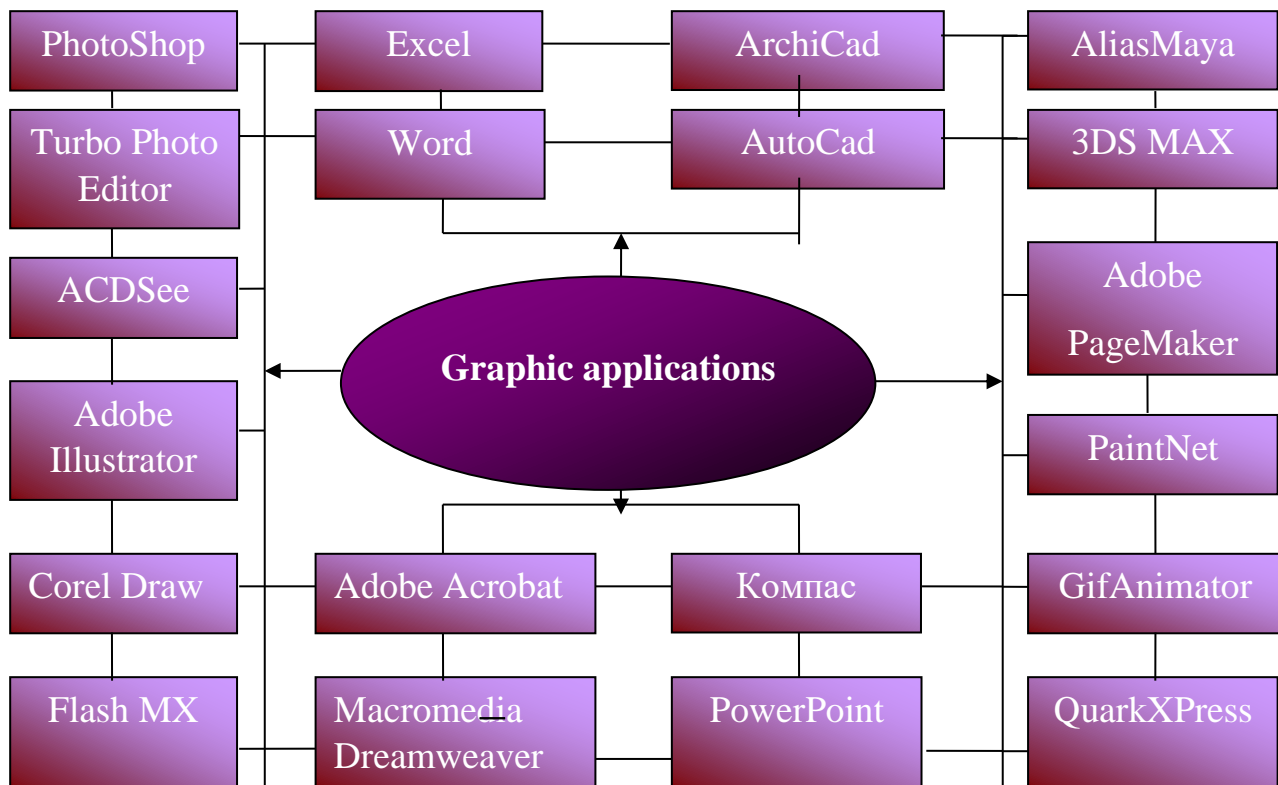 PhotoShop
Excel
ArchiCad
AliasMaya
Turbo Photo
Editor
Word
AutoCad
3DS MAX
ACDSee
Adobe
PageMaker
Graphic applications
Adobe
Illustrator
PaintNet
Corel Draw
Adobe Acrobat
Компас
GifAnimator
Flash MX
Macromedia
Dreamweaver
PowerPoint
QuarkXPress